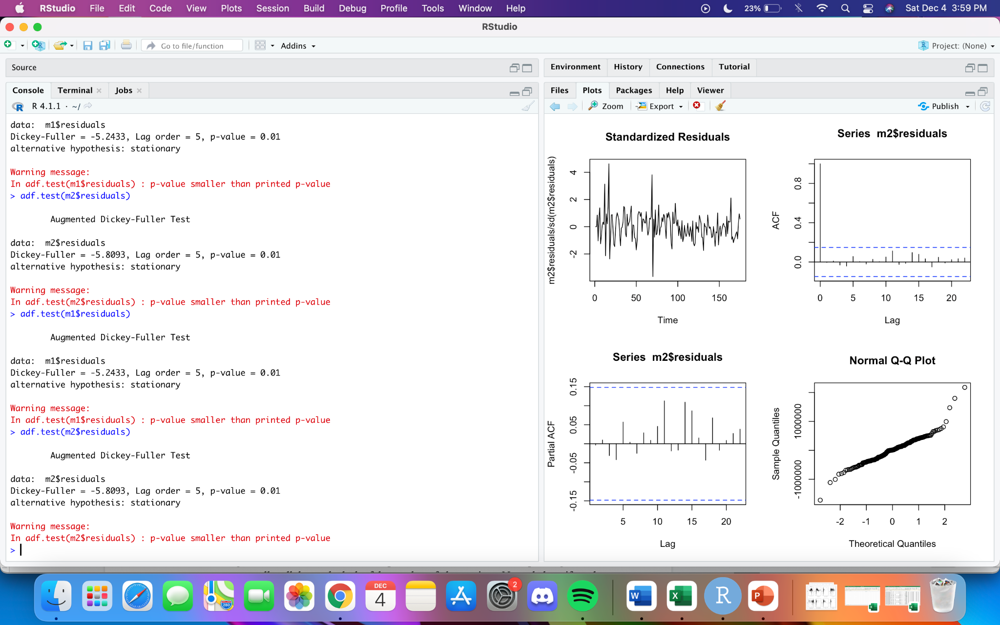 RStudio File Edit Code View Plots Session Build Debug Profile Tools Window Help 23% Sat Dec 4 3:59 PM
RStudio
Go to file/function Addins Project: (None)
Source
Environment History Connections Tutorial
Console Terminal Jobs
Files Plots Packages Help Viewer
R 4.1.1 · ~/
Zoom Export Publish
data:  m1$residuals
Dickey-Fuller = -5.2433, Lag order = 5, p-value = 0.01
alternative hypothesis: stationary
Warning message:
In adf.test(m1$residuals) : p-value smaller than printed p-value
> adf.test(m2$residuals)
Augmented Dickey-Fuller Test
data:  m2$residuals
Dickey-Fuller = -5.8093, Lag order = 5, p-value = 0.01
alternative hypothesis: stationary
Warning message:
In adf.test(m2$residuals) : p-value smaller than printed p-value
> adf.test(m1$residuals)
Augmented Dickey-Fuller Test
data:  m1$residuals
Dickey-Fuller = -5.2433, Lag order = 5, p-value = 0.01
alternative hypothesis: stationary
Warning message:
In adf.test(m1$residuals) : p-value smaller than printed p-value
> adf.test(m2$residuals)
Augmented Dickey-Fuller Test
data:  m2$residuals
Dickey-Fuller = -5.8093, Lag order = 5, p-value = 0.01
alternative hypothesis: stationary
Warning message:
In adf.test(m2$residuals) : p-value smaller than printed p-value
>
Standardized Residuals
m2$residuals/sd(m2$residuals)
4
2
0
-2
0 50 100 150
Time
Series m2$residuals
ACF
0.8
0.4
0.0
0 5 10 15 20
Lag
Series m2$residuals
Partial ACF
0.15
0.05
-0.05
-0.15
5 10 15 20
Lag
Normal Q-Q Plot
Sample Quantiles
1000000
-1000000
-2 -1 0 1 2
Theoretical Quantiles
280
DEC
4
2
W
X
R
P